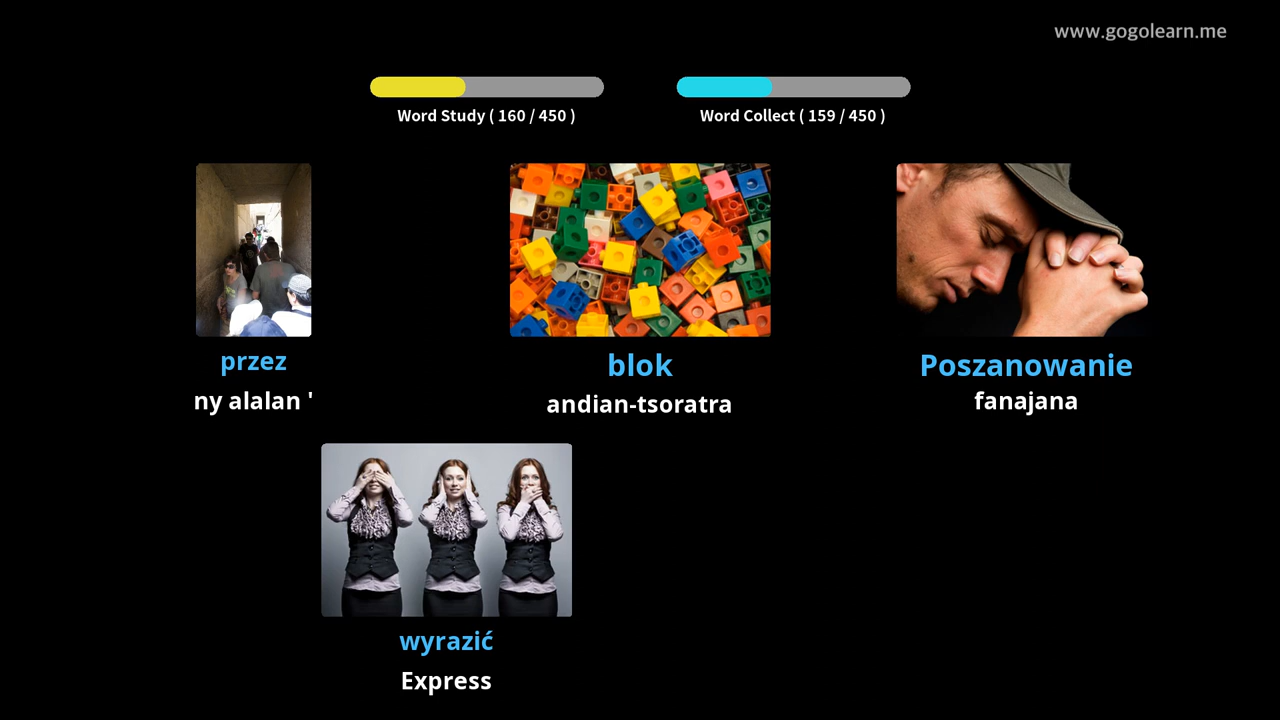 www.gogolearn.me
Word Study ( 160 / 450 )
Word Collect ( 159 / 450 )
przez
ny alalan '
blok
andian-tsoratra
Poszanowanie
fanajana
wyrazić
Express